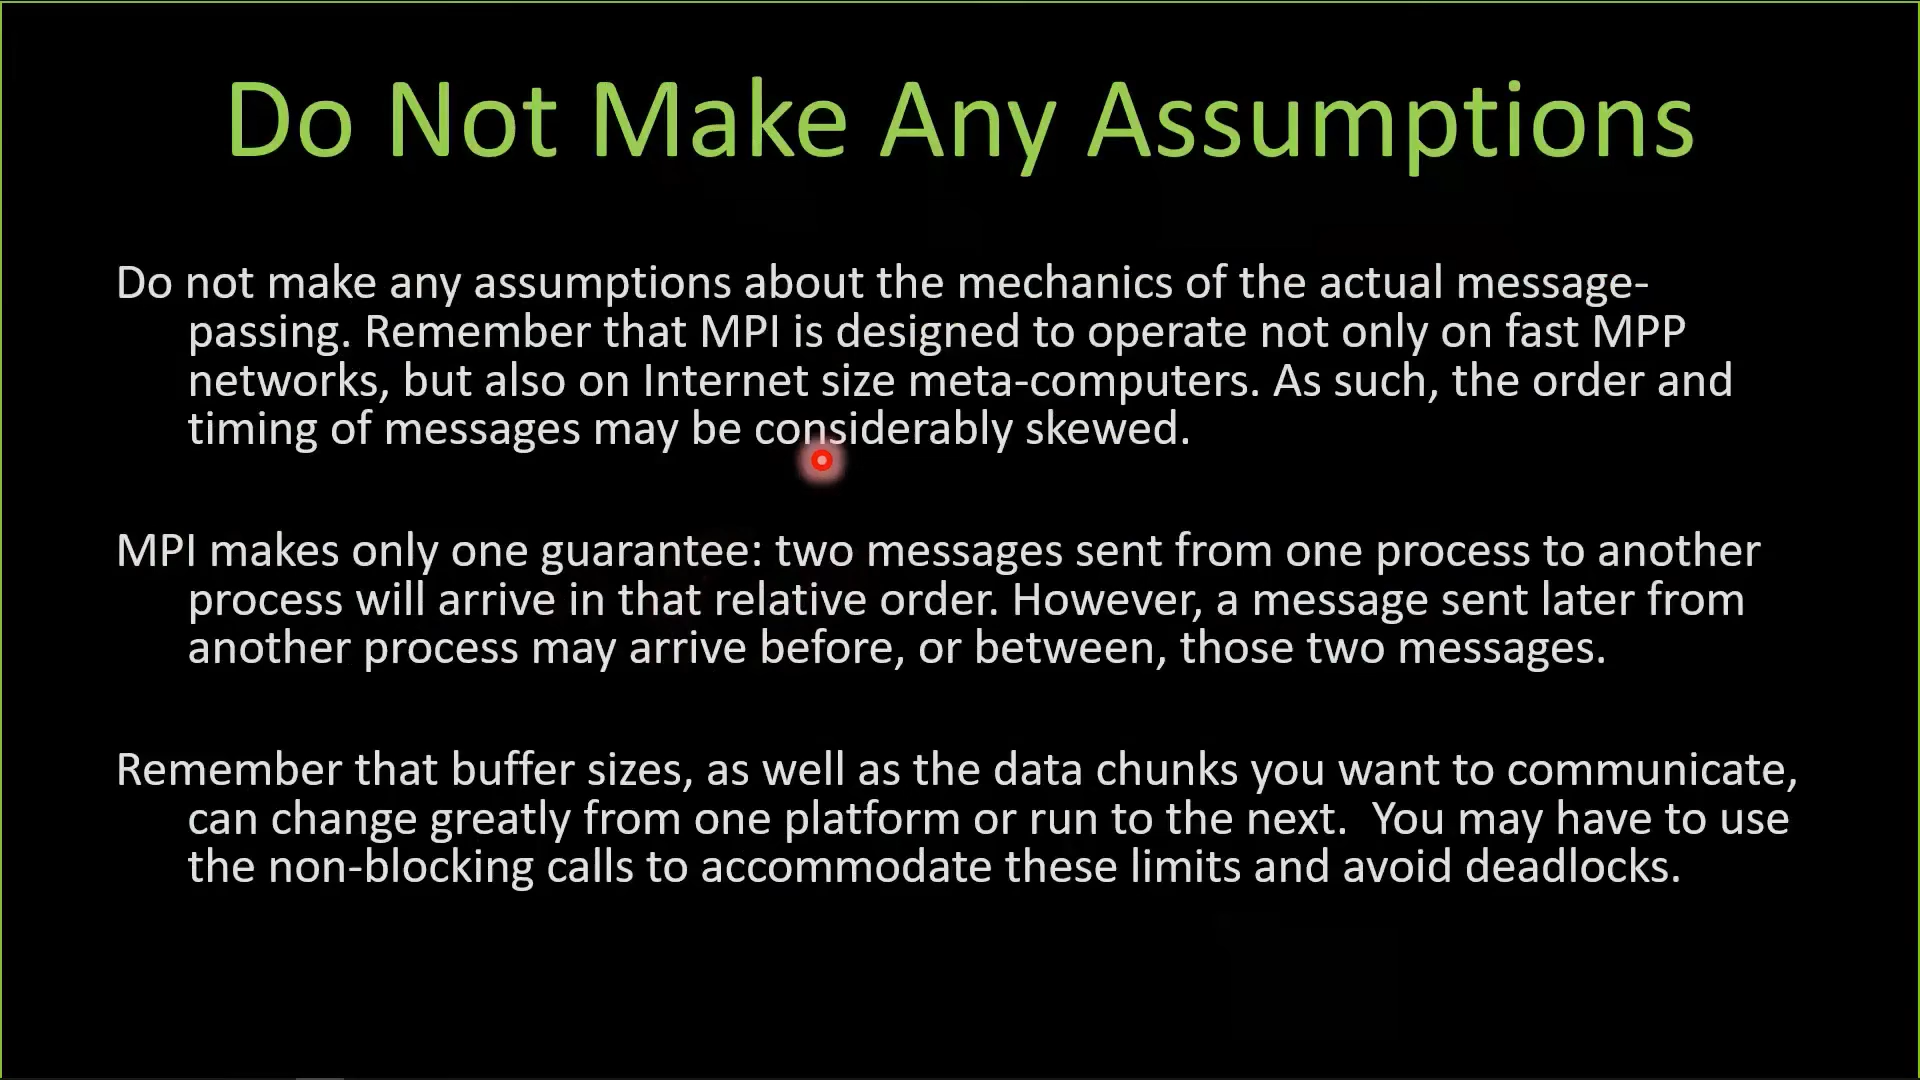 Do Not Make Any Assumptions
Do not make any assumptions about the mechanics of the actual message-
passing. Remember that MPI is designed to operate not only on fast MPP
networks, but also on Internet size meta-computers. As such, the order and
timing of messages may be considerably skewed.
MPI makes only one guarantee: two messages sent from one process to another
process will arrive in that relative order. However, a message sent later from
another process may arrive before, or between, those two messages.
Remember that buffer sizes, as well as the data chunks you want to communicate,
can change greatly from one platform or run to the next.  You may have to use
the non-blocking calls to accommodate these limits and avoid deadlocks.